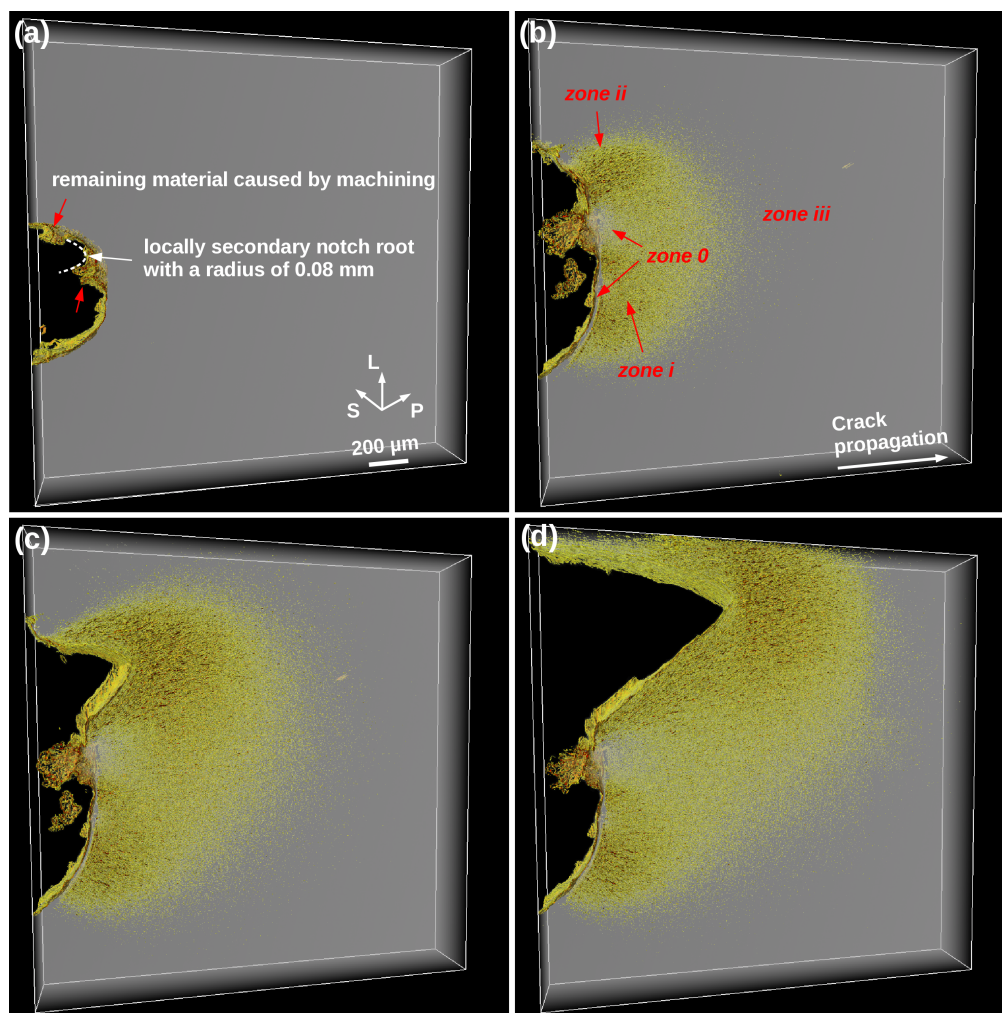 (a)
remaining material caused by machining
locally secondary notch root
with a radius of 0.08 mm
L
S
P
200 µm
(b)
zone ii
zone iii
zone 0
zone i
Crack
propagation
(c)
(d)